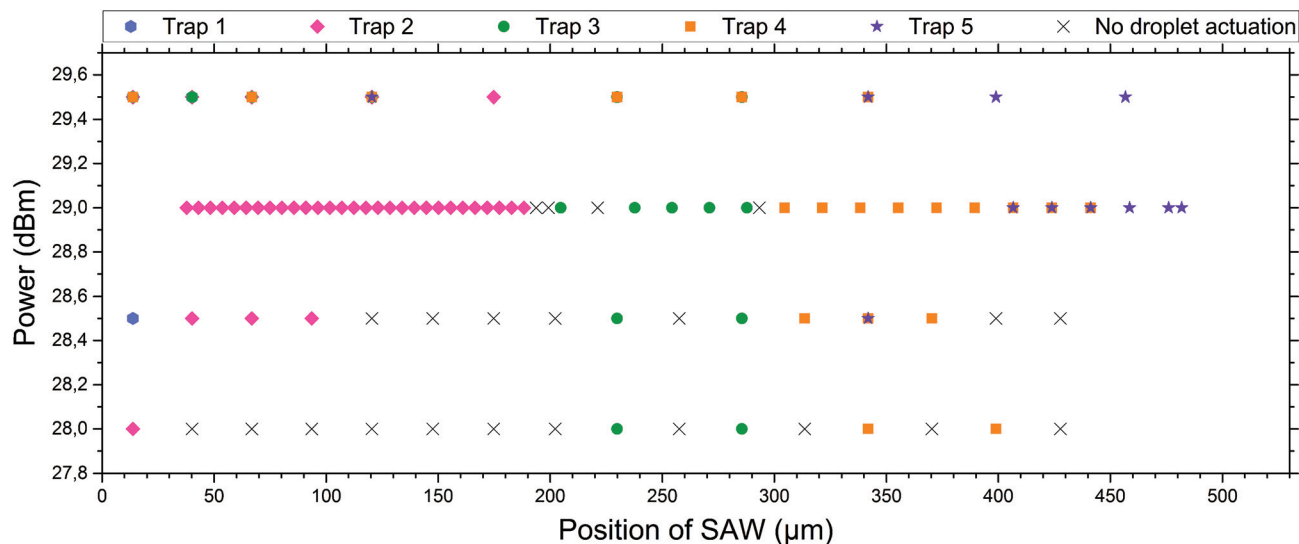 Trap 1 Trap 2 Trap 3 Trap 4 Trap 5 No droplet actuation
29,6
29,4
29,2
29,0
28,8
28,6
28,4
28,2
28,0
27,8
Power (dBm)
0 50 100 150 200 250 300 350 400 450 500
Position of SAW (µm)